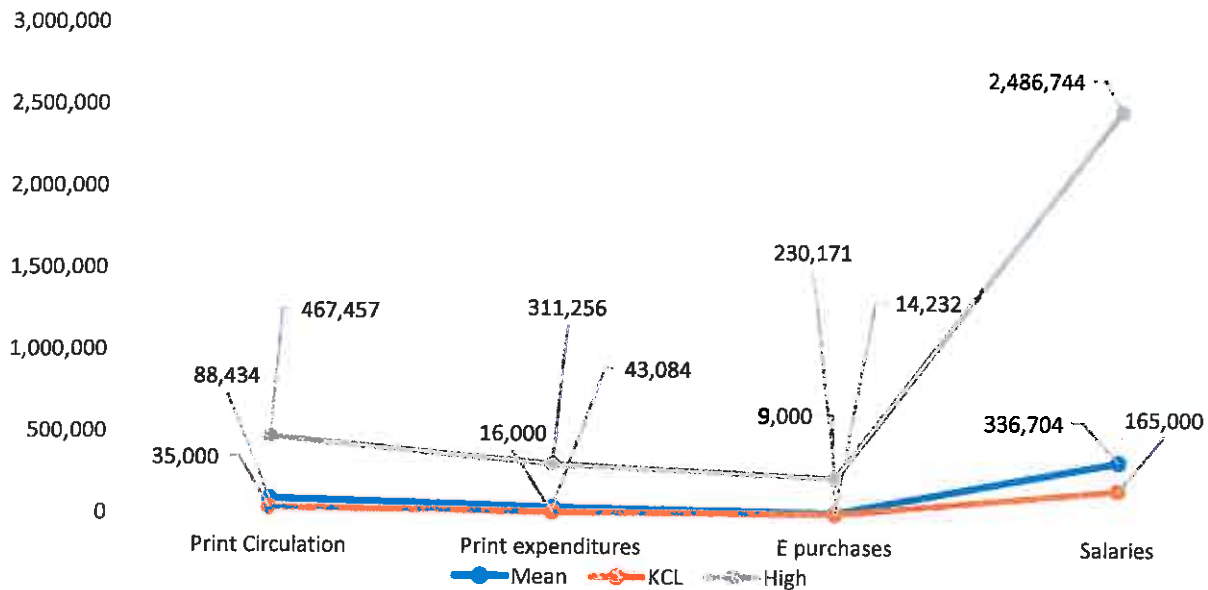 3,000,000
2,500,000
2,486,744
2,000,000
1,500,000
230,171
467,457
311,256
14,232
1,000,000
88,434
43,084
9,000
500,000
16,000
336,704
165,000
35,000
0
Print Circulation
Print expenditures
E purchases
Salaries
Mean
KCL
High